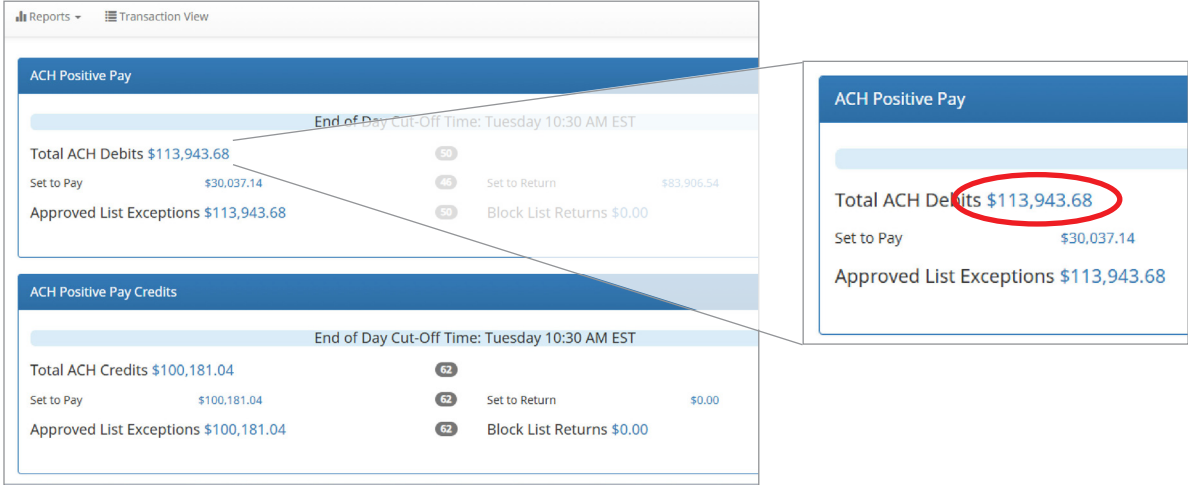 Reports Transaction View
ACH Positive Pay
End of Day Cut-Off Time: Tuesday 10:30 AM EST
Total ACH Debits $113,943.68 50
Set to Pay $30,037.14 46 Set to Return $83,906.54
Approved List Exceptions $113,943.68 50 Block List Returns $0.00
ACH Positive Pay Credits
End of Day Cut-Off Time: Tuesday 10:30 AM EST
Total ACH Credits $100,181.04 62
Set to Pay $100,181.04 62 Set to Return $0.00
Approved List Exceptions $100,181.04 62 Block List Returns $0.00
ACH Positive Pay
Total ACH Debits $113,943.68
Set to Pay $30,037.14
Approved List Exceptions $113,943.68